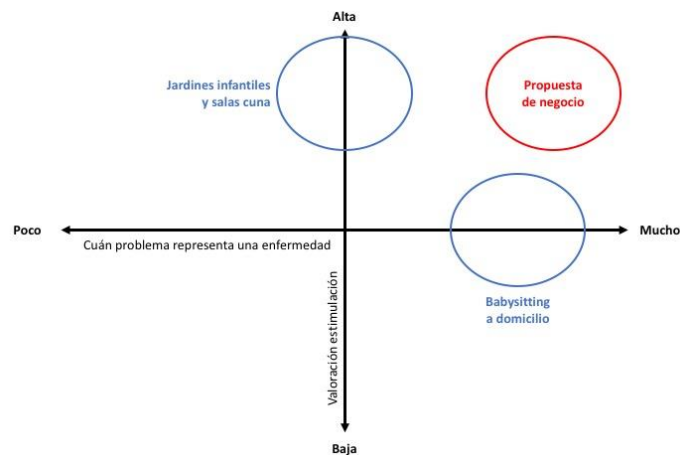 Alta
Jardines infantiles
y salas cuna
Propuesta
de negocio
Poco
Mucho
Cuán problema representa una enfermedad
Valoración estimulación
Babysitting
a domicilio
Baja